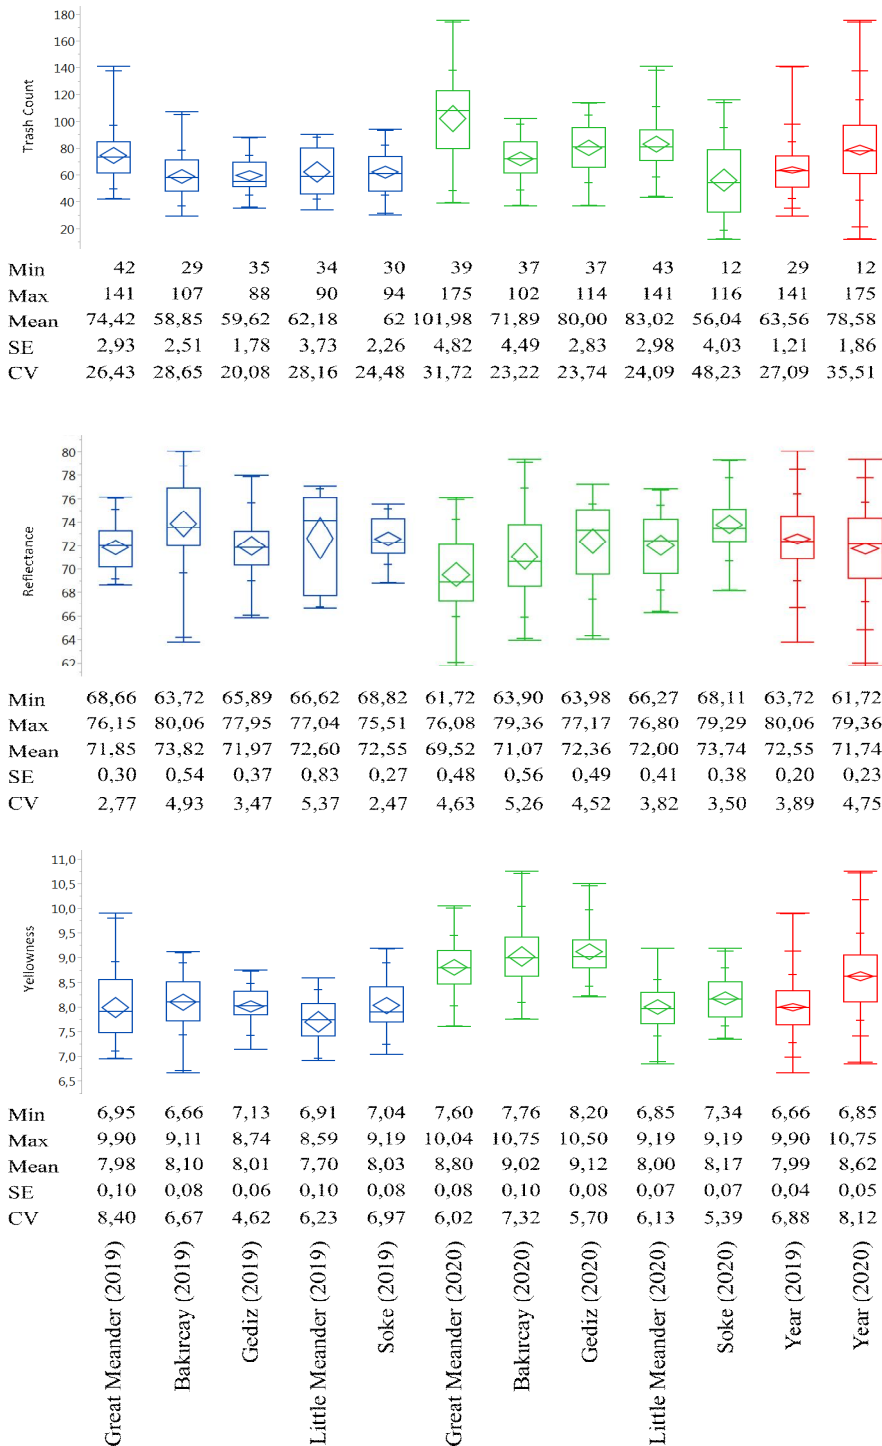 Trash Count
180
160
140
120
100
80
60
40
20
Min 42 29 35 34 30 39 37 37 43 12 29 12
Max 141 107 88 90 94 175 102 114 141 116 141 175
Mean 74,42 58,85 59,62 62,18 62 101,98 71,89 80,00 83,02 56,04 63,56 78,58
SE 2,93 2,51 1,78 3,73 2,26 4,82 4,49 2,83 2,98 4,03 1,21 1,86
CV 26,43 28,65 20,08 28,16 24,48 31,72 23,22 23,74 24,09 48,23 27,09 35,51
Reflectance
80
78
76
74
72
70
68
66
64
62
Min 68,66 63,72 65,89 66,62 68,82 61,72 63,90 63,98 66,27 68,11 63,72 61,72
Max 76,15 80,06 77,95 77,04 75,51 76,08 79,36 77,17 76,80 79,29 80,06 79,36
Mean 71,85 73,82 71,97 72,60 72,55 69,52 71,07 72,36 72,00 73,74 72,55 71,74
SE 0,30 0,54 0,37 0,83 0,27 0,48 0,56 0,49 0,41 0,38 0,20 0,23
CV 2,77 4,93 3,47 5,37 2,47 4,63 5,26 4,52 3,82 3,50 3,89 4,75
Yellowness
11,0
10,5
10,0
9,5
9,0
8,5
8,0
7,5
7,0
6,5
Min 6,95 6,66 7,13 6,91 7,04 7,60 7,76 8,20 6,85 7,34 6,66 6,85
Max 9,90 9,11 8,74 8,59 9,19 10,04 10,75 10,50 9,19 9,19 9,90 10,75
Mean 7,98 8,10 8,01 7,70 8,03 8,80 9,02 9,12 8,00 8,17 7,99 8,62
SE 0,10 0,08 0,06 0,10 0,08 0,08 0,10 0,08 0,07 0,07 0,04 0,05
CV 8,40 6,67 4,62 6,23 6,97 6,02 7,32 5,70 6,13 5,39 6,88 8,12
Great Meander (2019)
Bakırcay (2019)
Gediz (2019)
Little Meander (2019)
Soke (2019)
Great Meander (2020)
Bakırcay (2020)
Gediz (2020)
Little Meander (2020)
Soke (2020)
Year (2019)
Year (2020)